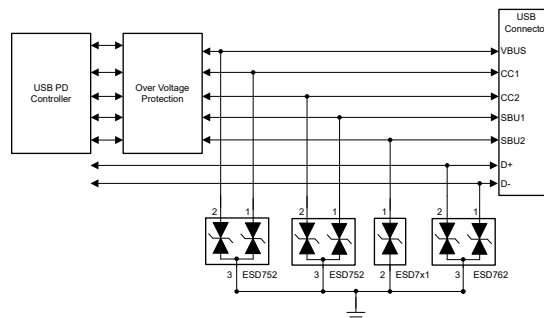 USB
Connecto
USB PD
Controller
Over Voltage
Protection
VBUS
CC1
CC2
SBU1
SBU2
D+
D-
2 1
2 1
1
2 1
3 ESD752
3 ESD752
2 ESD7x1
3 ESD762